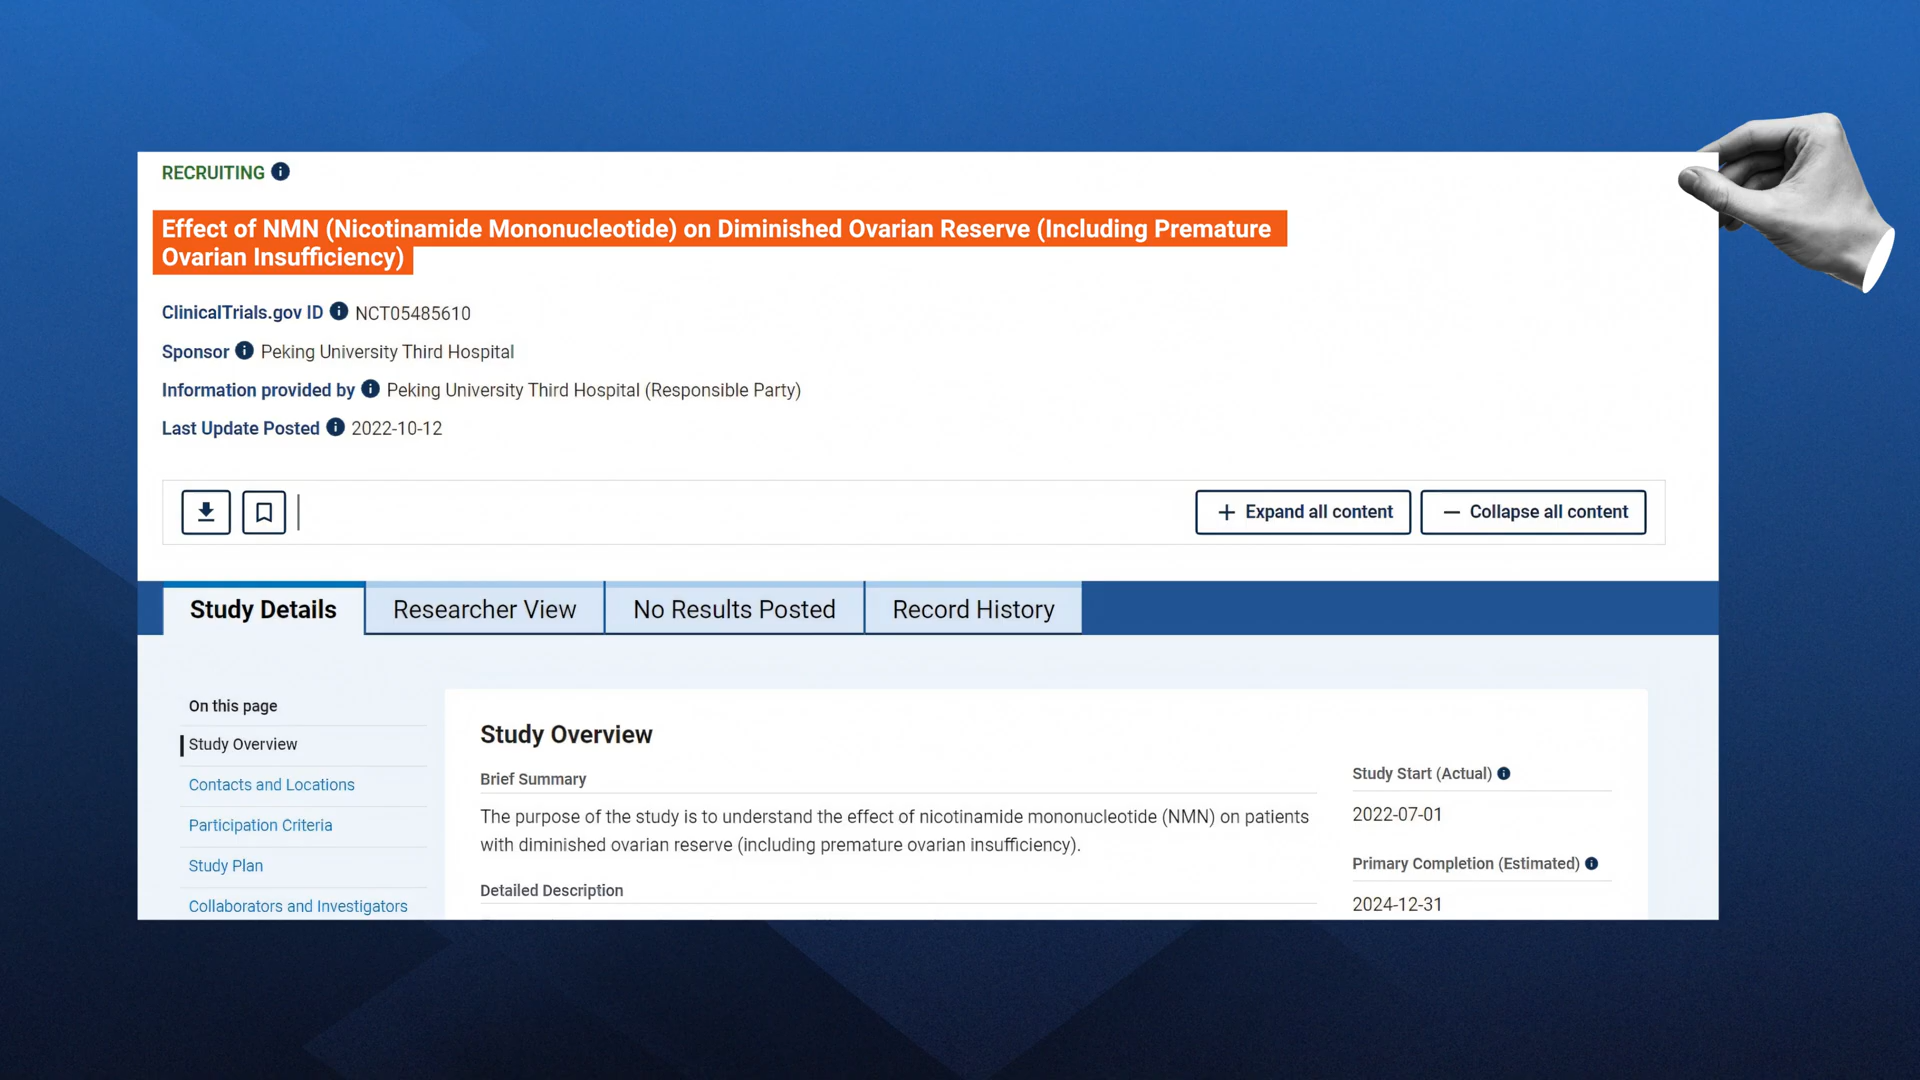 RECRUITING
Effect of NMN (Nicotinamide Mononucleotide) on Diminished Ovarian Reserve (Including Premature
Ovarian Insufficiency)
ClinicalTrials.gov ID NCT05485610
Sponsor Peking University Third Hospital
Information provided by Peking University Third Hospital (Responsible Party)
Last Update Posted 2022-10-12
+ Expand all content
— Collapse all content
Study Details
Researcher View
No Results Posted
Record History
On this page
Study Overview
Contacts and Locations
Participation Criteria
Study Plan
Collaborators and Investigators
Study Overview
Brief Summary
The purpose of the study is to understand the effect of nicotinamide mononucleotide (NMN) on patients
with diminished ovarian reserve (including premature ovarian insufficiency).
Detailed Description
Study Start (Actual)
2022-07-01
Primary Completion (Estimated)
2024-12-31